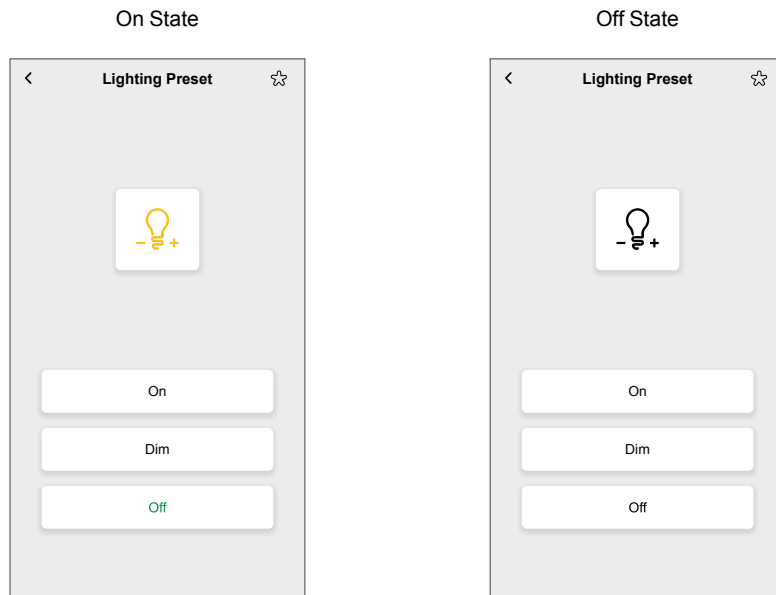 On State
Off State
Lighting Preset
Lighting Preset
On
On
Dim
Dim
Off
Off